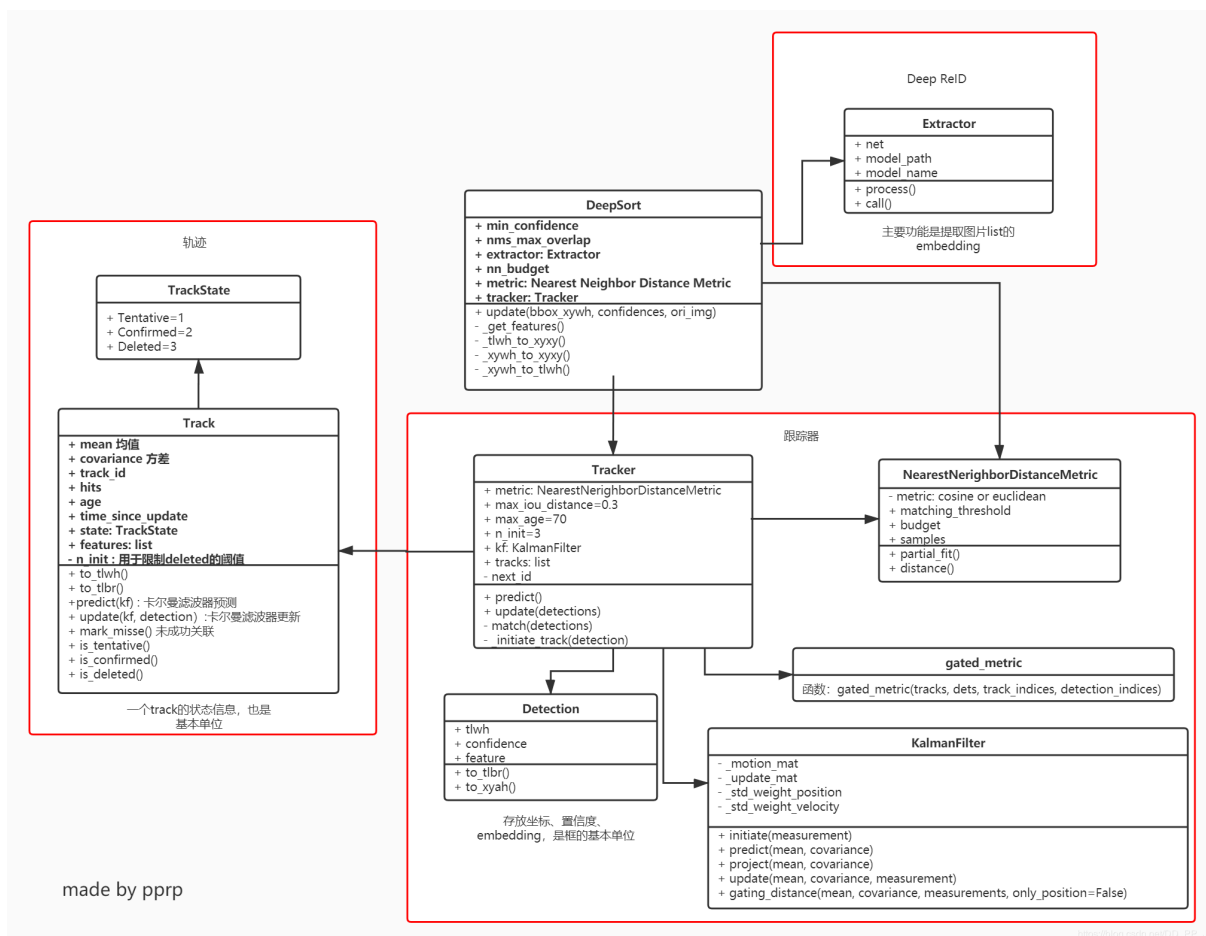 Deep ReID
Extractor
+ net
+ model_path
+ model_name
+ process()
+ call()
主要功能是提取图片list的
embedding
DeepSort
+ min_confidence
+ nms_max_overlap
+ extractor: Extractor
+ nn_budget
+ metric: Nearest Neighbor Distance Metric
+ tracker: Tracker
+ update(bbox_xywh, confidences, ori_img)
- _get_features()
- _tlwh_to_xyxy()
- _xywh_to_xyxy()
- _xywh_to_tlwh()
轨迹
TrackState
+ Tentative=1
+ Confirmed=2
+ Deleted=3
Track
+ mean 均值
+ covariance 方差
+ track_id
+ hits
+ age
+ time_since_update
+ state: TrackState
+ features: list
- n_init : 用于限制deleted的阈值
+ to_tlwh()
+ to_tlbr()
+predict(kf) : 卡尔曼滤波器预测
+ update(kf, detection）:卡尔曼滤波器更新
+ mark_misse() 未成功关联
+ is_tentative()
+ is_confirmed()
+ is_deleted()
一个track的状态信息，也是
基本单位
跟踪器
Tracker
+ metric: NearestNerighborDistanceMetric
+ max_iou_distance=0.3
+ max_age=70
+ n_init=3
+ kf: KalmanFilter
+ tracks: list
- next_id
+ predict()
+ update(detections)
- match(detections)
- _initiate_track(detection)
NearestNerighborDistanceMetric
- metric: cosine or euclidean
+ matching_threshold
+ budget
+ samples
+ partial_fit()
+ distance()
gated_metric
函数：gated_metric(tracks, dets, track_indices, detection_indices)
Detection
+ tlwh
+ confidence
+ feature
+ to_tlbr()
+ to_xyah()
存放坐标、置信度、
embedding，是框的基本单位
KalmanFilter
- _motion_mat
- _update_mat
- _std_weight_position
- _std_weight_velocity
+ initiate(measurement)
+ predict(mean, covariance)
+ project(mean, covariance)
+ update(mean, covariance, measurement)
+ gating_distance(mean, covariance, measurements, only_position=False)
made by pprp